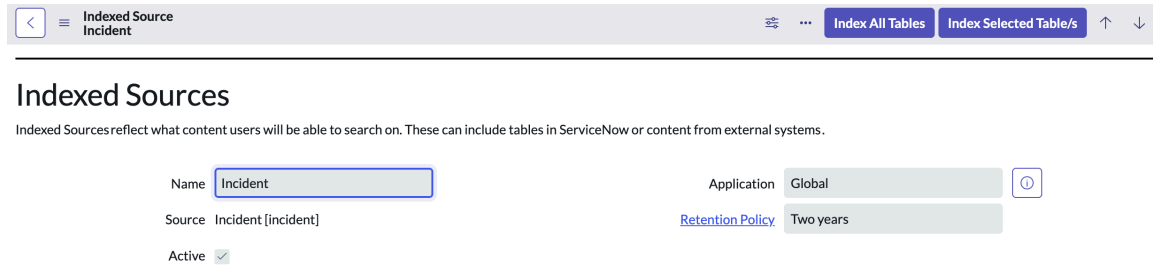 Indexed Source
Incident
Index All Tables
Index Selected Table/s
Indexed Sources
Indexed Sources reflect what content users will be able to search on. These can include tables in ServiceNow or content from external systems.
Name Incident
Application Global
Source Incident [incident]
Retention Policy Two years
Active